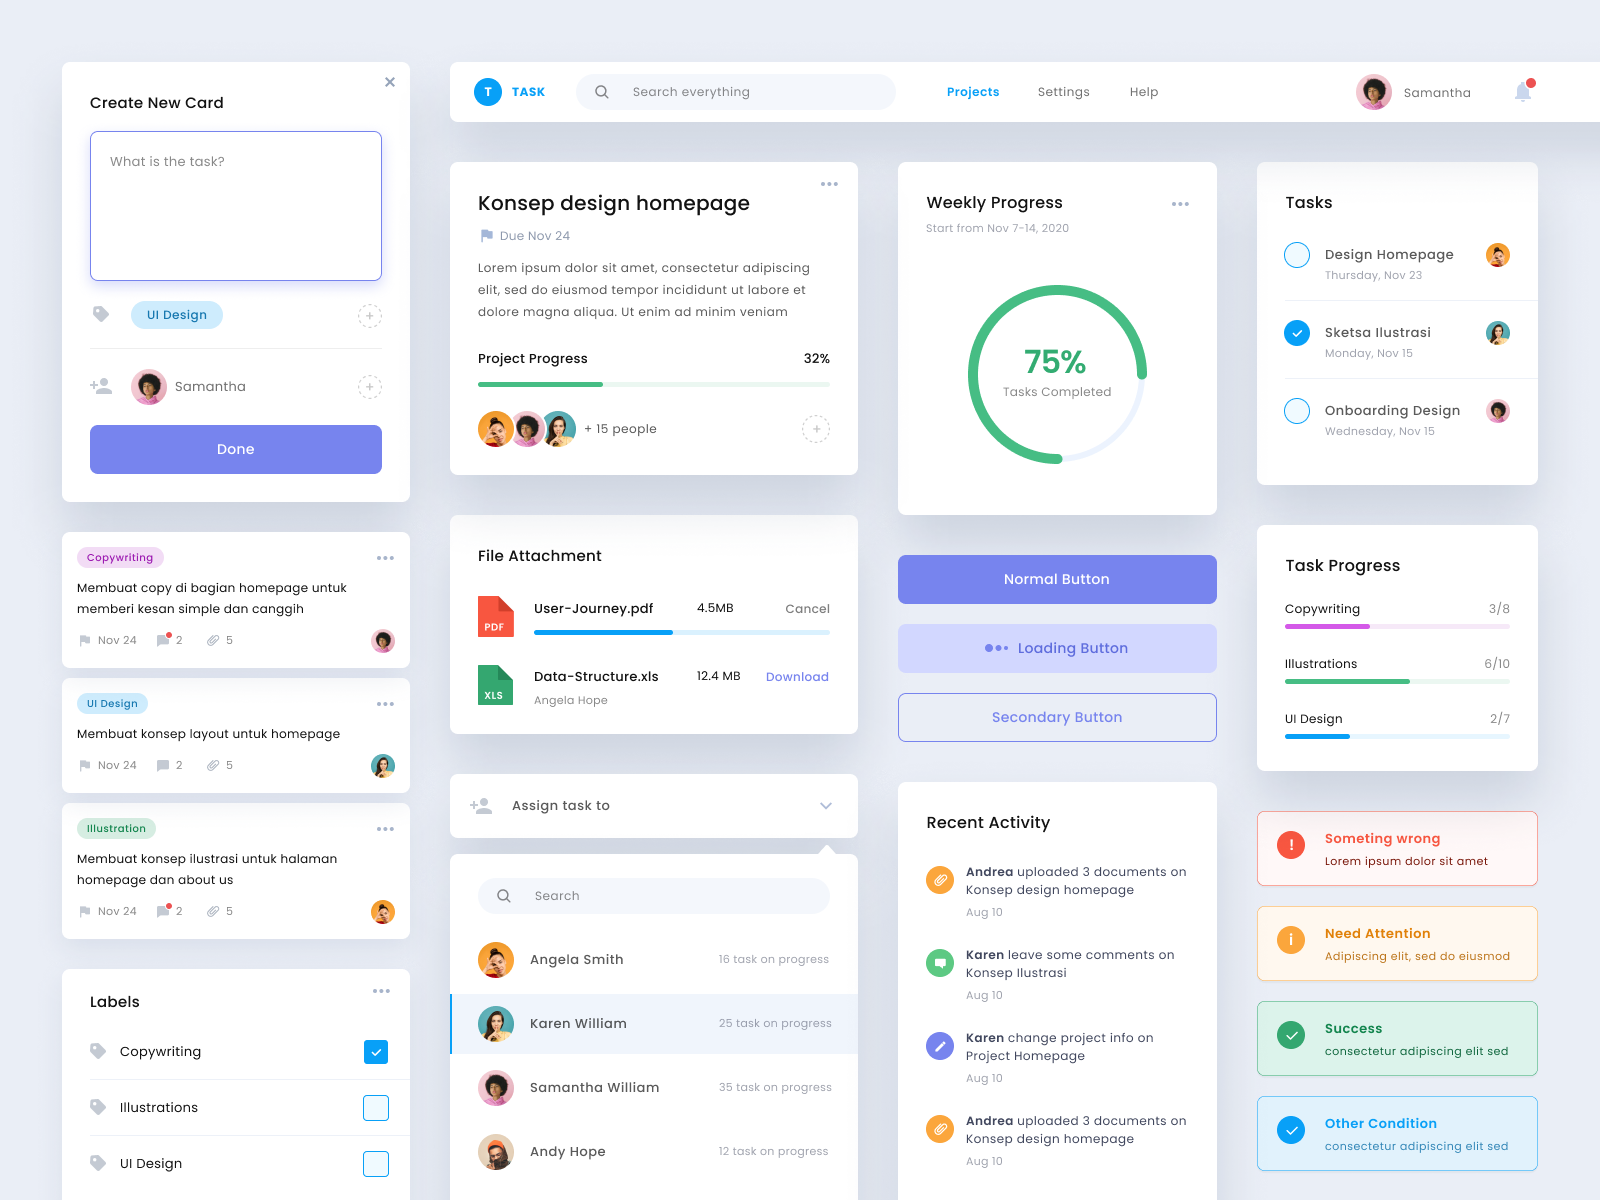 Create New Card
What is the task?
UI Design
Samantha
Done
Copywriting
Membuat copy di bagian homepage untuk
memberi kesan simple dan canggih
Nov 24 2 5
UI Design
Membuat konsep layout untuk homepage
Nov 24 2 5
Illustration
Membuat konsep ilustrasi untuk halaman
homepage dan about us
Nov 24 2 5
Labels
Copywriting
Illustrations
UI Design
T TASK Search everything Projects Settings Help Samantha
Konsep design homepage
Due Nov 24
Lorem ipsum dolor sit amet, consectetur adipiscing
elit, sed do eiusmod tempor incididunt ut labore et
dolore magna aliqua. Ut enim ad minim veniam
Project Progress 32%
+ 15 people
File Attachment
PDF User-Journey.pdf 4.5MB Cancel
XLS Data-Structure.xls 12.4 MB Download
Angela Hope
Assign task to
Search
Angela Smith 16 task on progress
Karen William 25 task on progress
Samantha William 35 task on progress
Andy Hope 12 task on progress
Weekly Progress
Start from Nov 7-14, 2020
75%
Tasks Completed
Normal Button
Loading Button
Secondary Button
Recent Activity
Andrea uploaded 3 documents on
Konsep design homepage
Aug 10
Karen leave some comments on
Konsep Ilustrasi
Aug 10
Karen change project info on
Project Homepage
Aug 10
Andrea uploaded 3 documents on
Konsep design homepage
Aug 10
Tasks
Design Homepage
Thursday, Nov 23
Sketsa Ilustrasi
Monday, Nov 15
Onboarding Design
Wednesday, Nov 15
Task Progress
Copywriting 3/8
Illustrations 6/10
UI Design 2/7
! Someting wrong
Lorem ipsum dolor sit amet
i Need Attention
Adipiscing elit, sed do eiusmod
Success
consectetur adipiscing elit sed
Other Condition
consectetur adipiscing elit sed